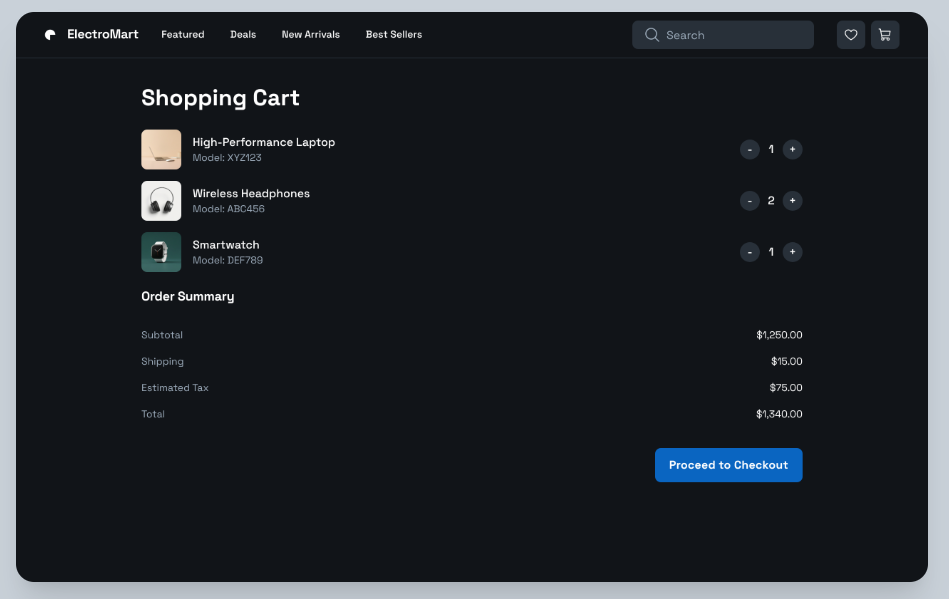 ElectroMart Featured Deals New Arrivals Best Sellers Search
Shopping Cart
High-Performance Laptop
Model: XYZ123
- 1 +
Wireless Headphones
Model: ABC456
- 2 +
Smartwatch
Model: DEF789
- 1 +
Order Summary
Subtotal $1,250.00
Shipping $15.00
Estimated Tax $75.00
Total $1,340.00
Proceed to Checkout